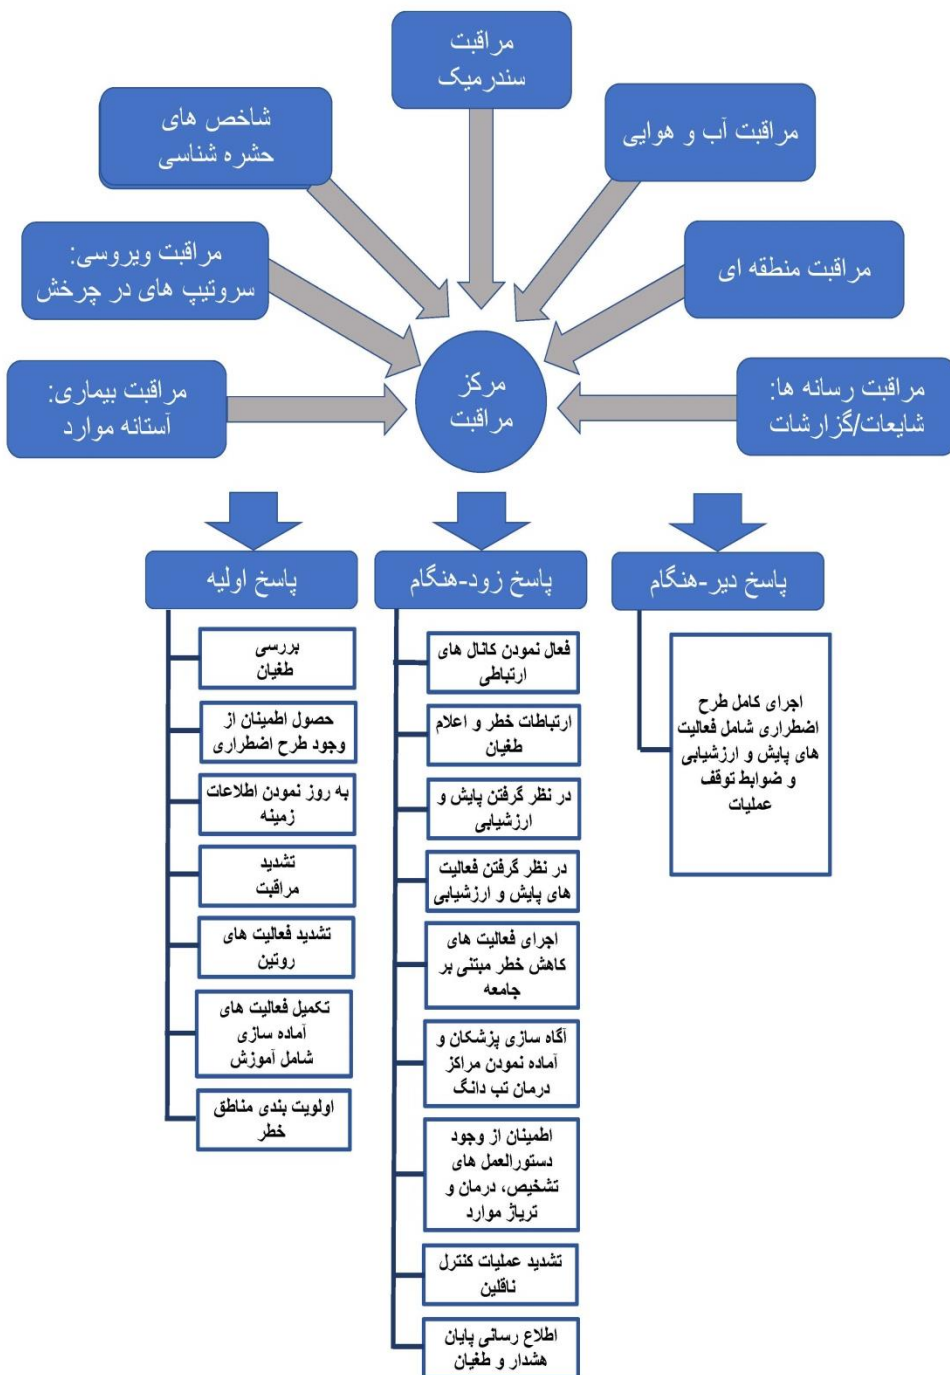 مراقبت
سندرمیک
مراقبت آب و هوایی
شاخص های
حشره شناسی
مراقبت منطقه ای
مراقبت ویروسی:
سروتیپ های در چرخش
مرکز
مراقبت
مراقبت رسانه ها:
شایعات/گزارشات
مراقبت بیماری:
آستانه موارد
پاسخ دیر-هنگام
اجرای کامل طرح
اضطراری شامل فعالیت
های پایش و ارزشیابی
و ضوابط توقف
عملیات
پاسخ زود-هنگام
فعال نمودن کانال های
ارتباطی
ارتباطات خطر و اعلام
طغیان
در نظر گرفتن پایش و
ارزشیابی
در نظر گرفتن فعالیت
های پایش و ارزشیابی
اجرای فعالیت های
کاهش خطر مبتنی بر
جامعه
آگاه سازی پزشکان و
آماده نمودن مراکز
درمان تب دانگ
اطمینان از وجود
دستورالعمل های
تشخیص، درمان و
تریاژ موارد
تشدید عملیات کنترل
ناقلین
اطلاع رسانی پایان
هشدار و طغیان
پاسخ اولیه
بررسی
طغیان
حصول اطمینان از
وجود طرح اضطراری
به روز نمودن اطلاعات
زمینه
تشدید
مراقبت
تشدید فعالیت های
روتین
تکمیل فعالیت های
آماده سازی
شامل آموزش
اولویت بندی مناطق
خطر